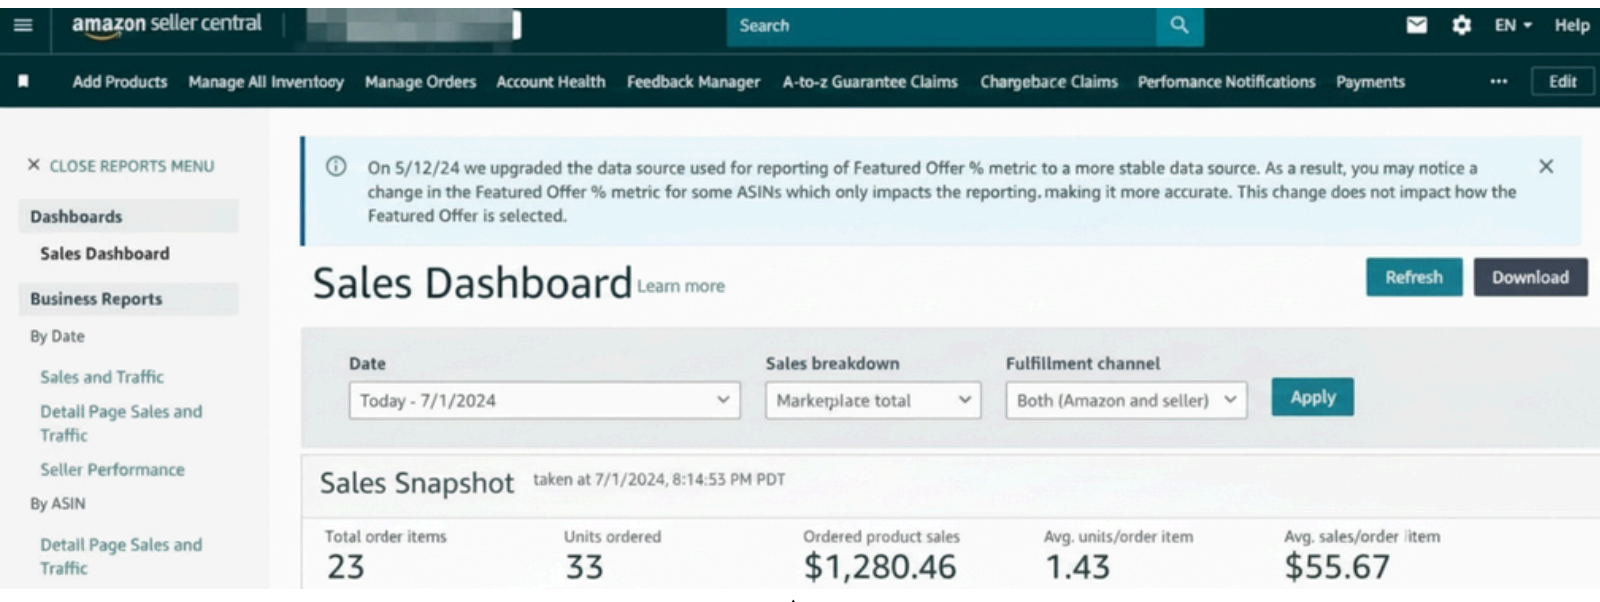 amazon seller central
Search
EN
Help
Add Products Manage All Inventooy Manage Orders Account Health Feedback Manager A-to-z Guarantee Claims Chargebace Claims Perfomance Notifications Payments ... Edit
× CLOSE REPORTS MENU
Dashboards
Sales Dashboard
Business Reports
By Date
Sales and Traffic
Detail Page Sales and
Traffic
Seller Performance
By ASIN
Detail Page Sales and
Traffic
On 5/12/24 we upgraded the data source used for reporting of Featured Offer % metric to a more stable data source. As a result, you may notice a
change in the Featured Offer % metric for some ASINs which only impacts the reporting. making it more accurate. This change does not impact how the
Featured Offer is selected.
Sales Dashboard Learn more
Refresh Download
Date Sales breakdown Fulfillment channel
Today - 7/1/2024 Marketplace total Both (Amazon and seller) Apply
Sales Snapshot taken at 7/1/2024, 8:14:53 PM PDT
Total order items Units ordered Ordered product sales Avg. units/order item Avg. sales/order item
23 33 $1,280.46 1.43 $55.67